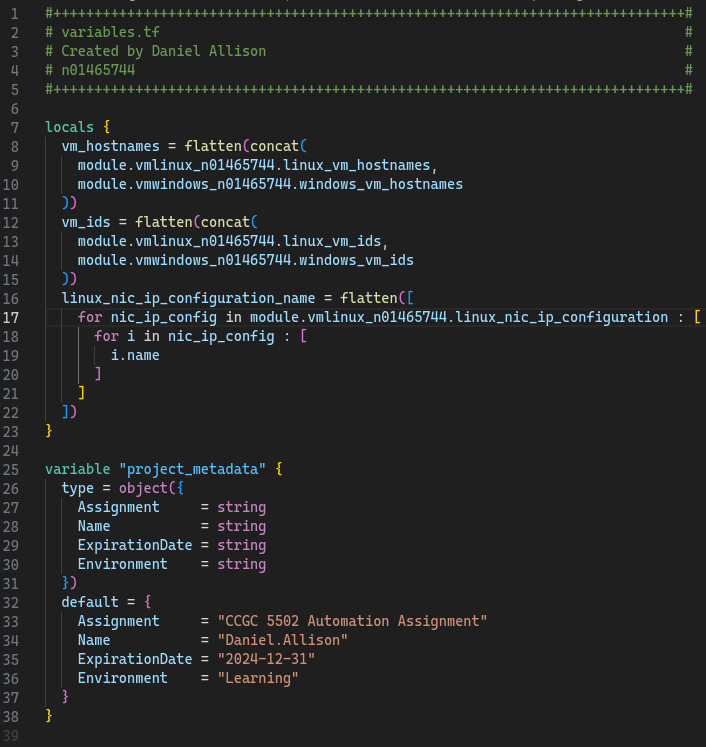 1 #+++++++++++++++++++++++++++++++++++++++++++++++++++++++++++++++++++++++++++++#
2 # variables.tf #
3 # Created by Daniel Allison #
4 # n01465744 #
5 #+++++++++++++++++++++++++++++++++++++++++++++++++++++++++++++++++++++++++++++#
6
7 locals {
8   vm_hostnames = flatten(concat(
9     module.vmlinux_n01465744.linux_vm_hostnames,
10     module.vmwindows_n01465744.windows_vm_hostnames
11   ))
12   vm_ids = flatten(concat(
13     module.vmlinux_n01465744.linux_vm_ids,
14     module.vmwindows_n01465744.windows_vm_ids
15   ))
16   linux_nic_ip_configuration_name = flatten([
17     for nic_ip_config in module.vmlinux_n01465744.linux_nic_ip_configuration : [
18       for i in nic_ip_config : [
19         i.name
20       ]
21     ]
22   ])
23 }
24
25 variable "project_metadata" {
26   type = object({
27     Assignment     = string
28     Name           = string
29     ExpirationDate = string
30     Environment    = string
31   })
32   default = {
33     Assignment     = "CCGC 5502 Automation Assignment"
34     Name           = "Daniel.Allison"
35     ExpirationDate = "2024-12-31"
36     Environment    = "Learning"
37   }
38 }
39